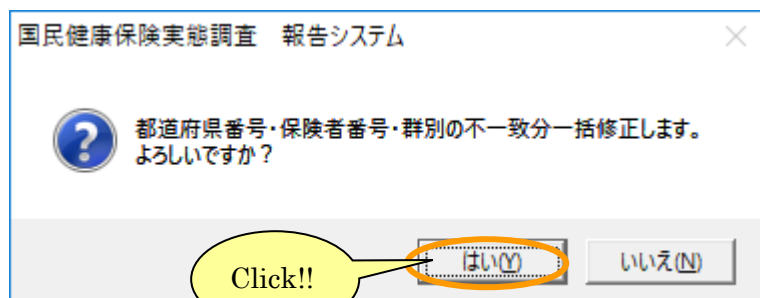 国民健康保険実態調査　報告システム
都道府県番号・保険者番号・群別の不一致分一括修正します。
よろしいですか？
はい(Y)
いいえ(N)
Click!!